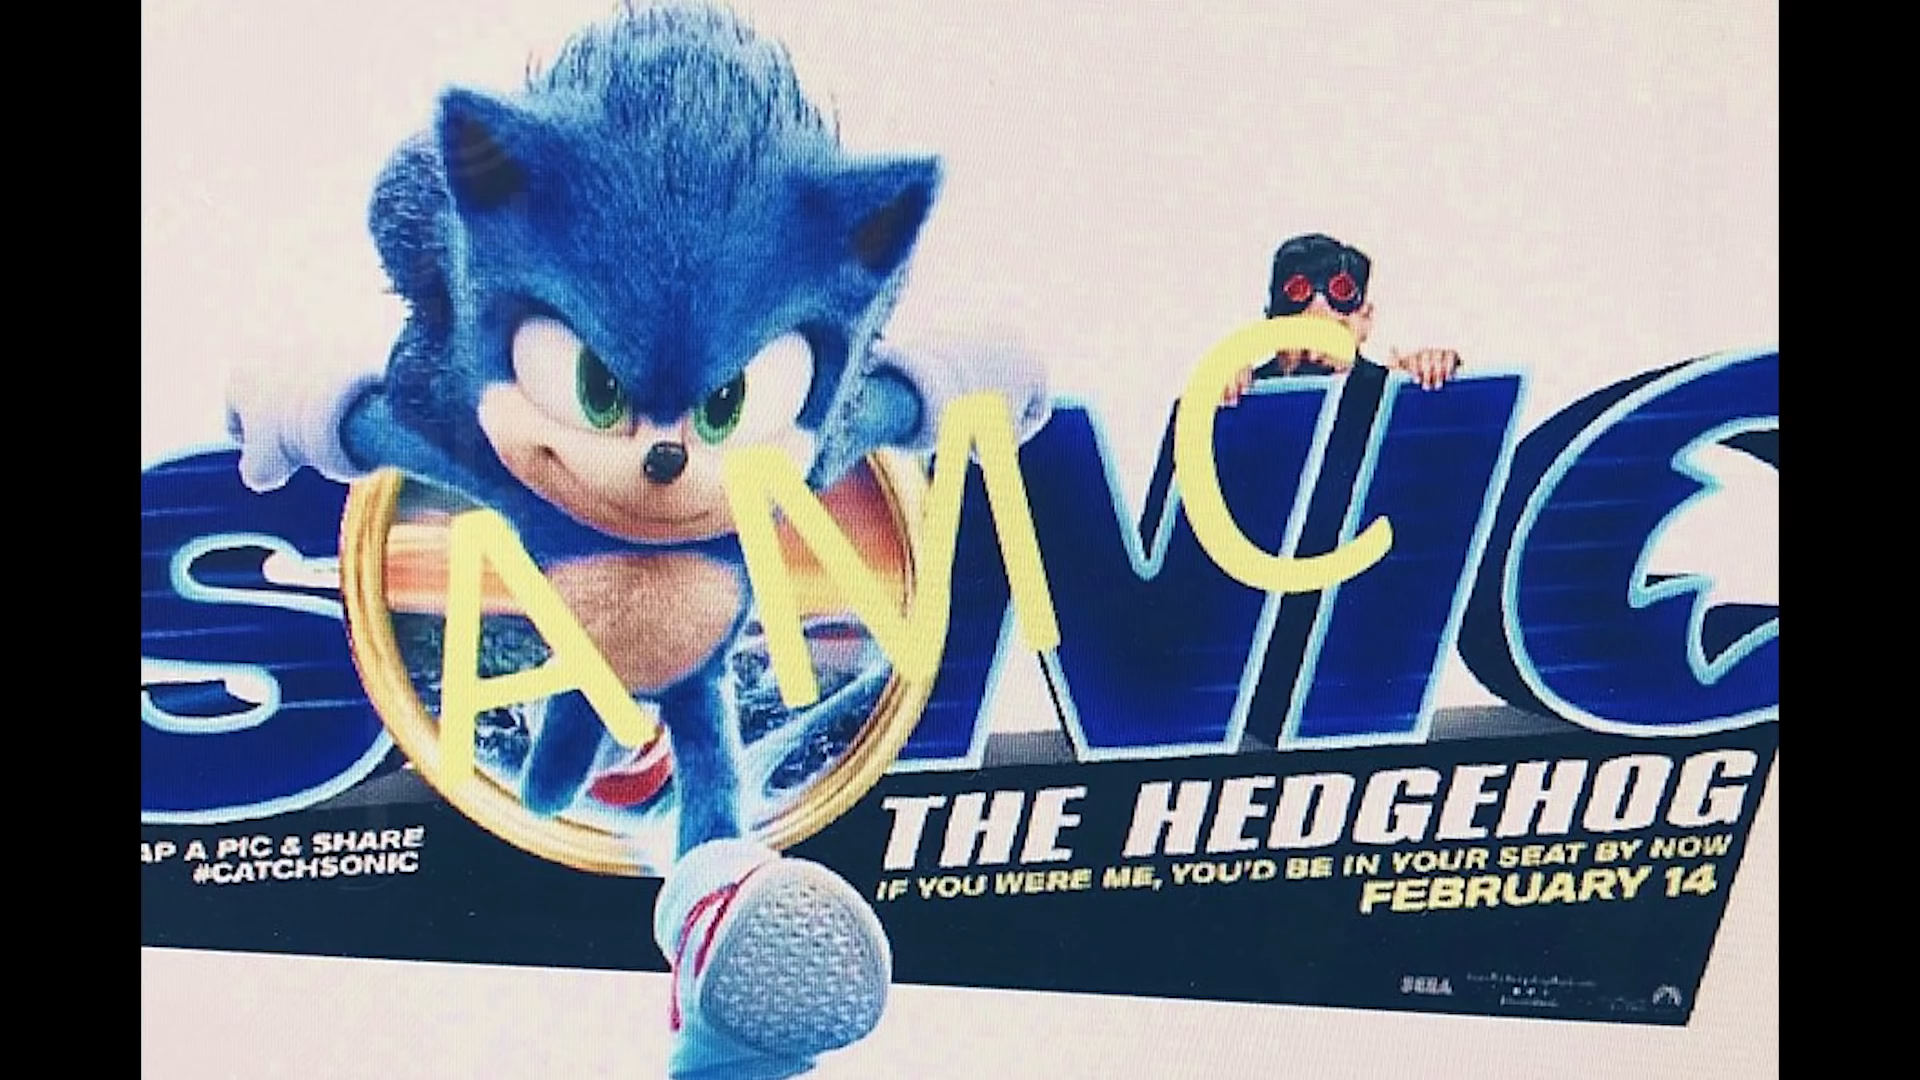 SONIC
AMC
THE HEDGEHOG
IF YOU WERE ME, YOU'D BE IN YOUR SEAT BY NOW
FEBRUARY 14
AP A PIC & SHARE
#CATCHSONIC
SEGA